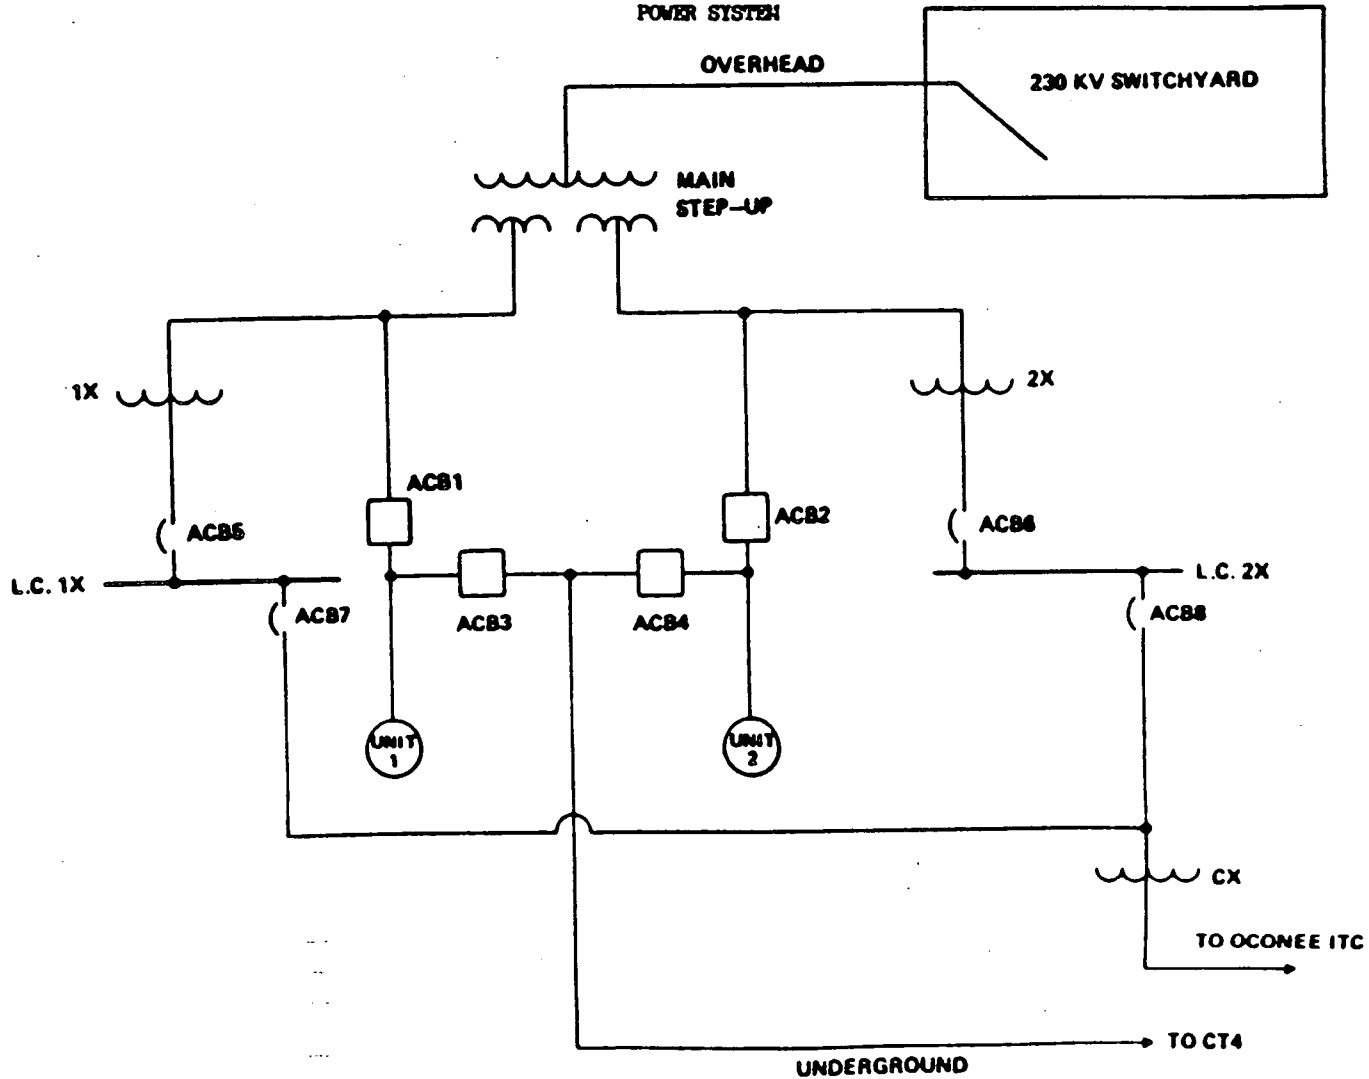 POWER SYSTEM
OVERHEAD
230 KV SWITCHYARD
MAIN
STEP-UP
1X
2X
ACB1
ACB2
ACB5
ACB6
L.C. 1X
L.C. 2X
ACB7
ACB3
ACB4
ACB8
UNIT
1
UNIT
2
CX
TO OCONEE ITC
TO CT4
UNDERGROUND